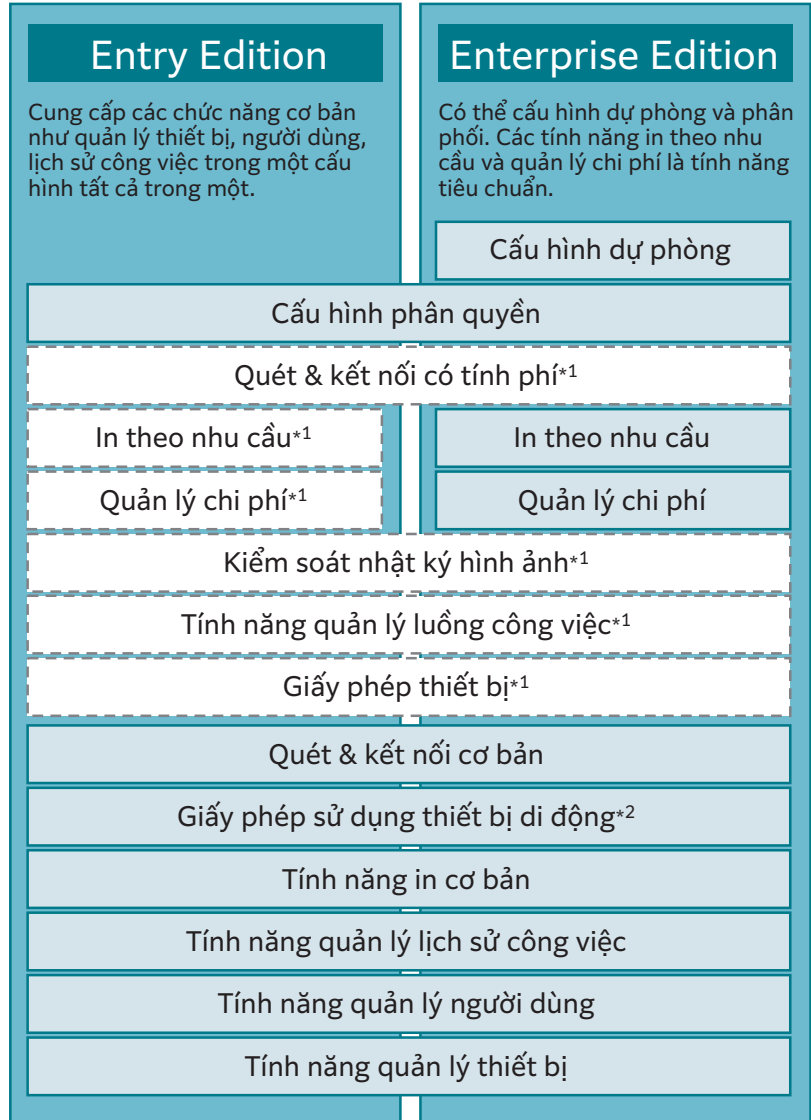 Entry Edition
Cung cấp các chức năng cơ bản
như quản lý thiết bị, người dùng,
lịch sử công việc trong một cấu
hình tất cả trong một.
Enterprise Edition
Có thể cấu hình dự phòng và phân
phối. Các tính năng in theo nhu
cầu và quản lý chi phí là tính năng
tiêu chuẩn.
Cấu hình dự phòng
Cấu hình phân quyền
Quét & kết nối có tính phí*1
In theo nhu cầu*1
In theo nhu cầu
Quản lý chi phí*1
Quản lý chi phí
Kiểm soát nhật ký hình ảnh*1
Tính năng quản lý luồng công việc*1
Giấy phép thiết bị*1
Quét & kết nối cơ bản
Giấy phép sử dụng thiết bị di động*2
Tính năng in cơ bản
Tính năng quản lý lịch sử công việc
Tính năng quản lý người dùng
Tính năng quản lý thiết bị